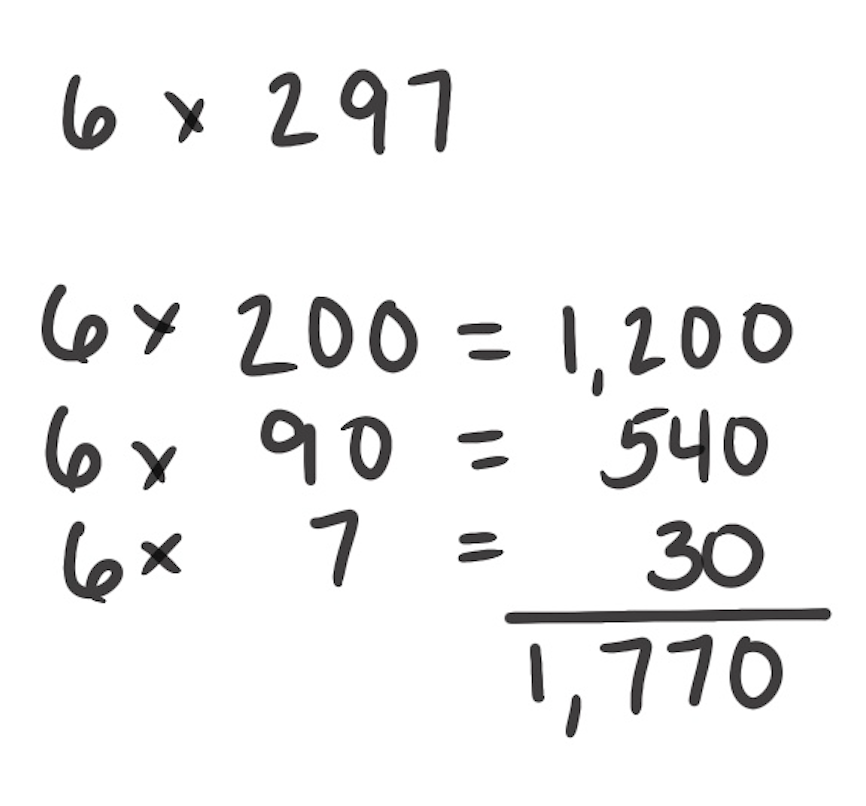 6 × 297
6 × 200 = 1,200
6 × 90 = 540
6 × 7 = 30
1,770